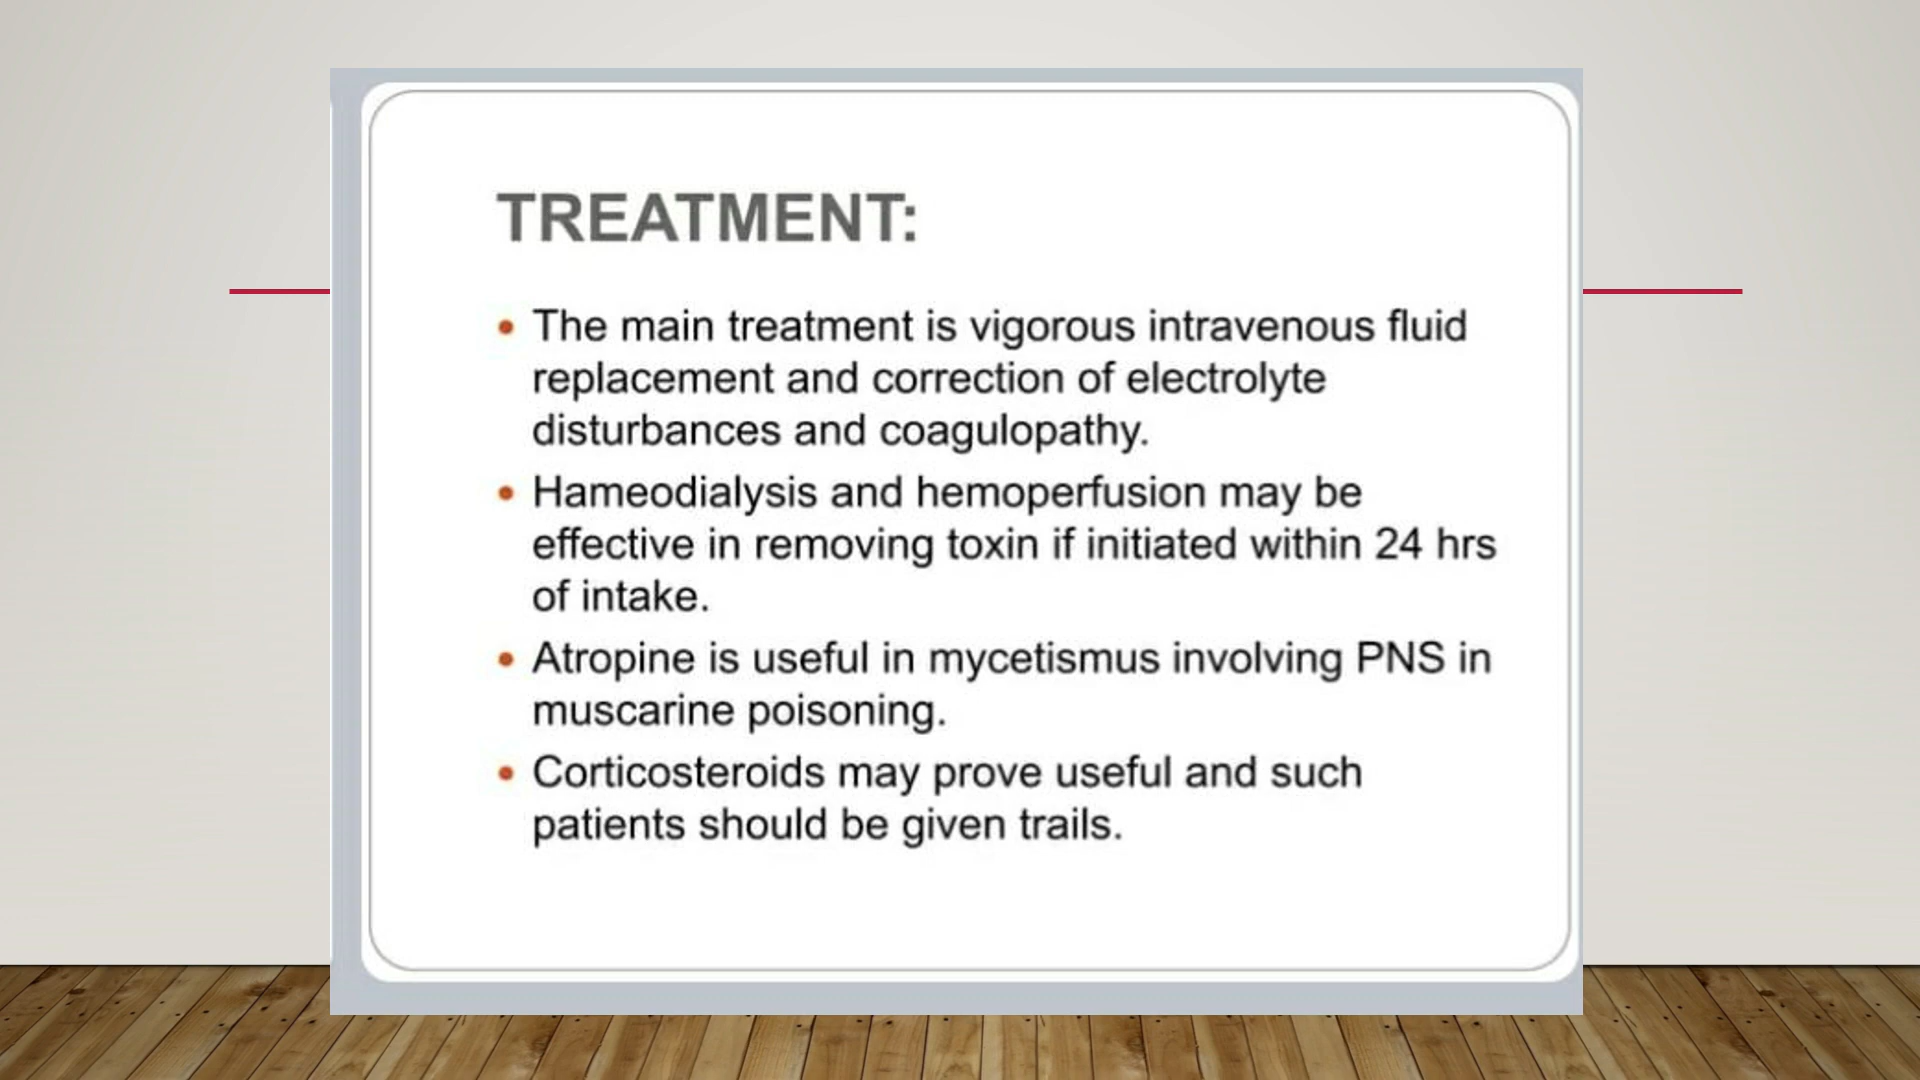 TREATMENT:
• The main treatment is vigorous intravenous fluid
replacement and correction of electrolyte
disturbances and coagulopathy.
• Hameodialysis and hemoperfusion may be
effective in removing toxin if initiated within 24 hrs
of intake.
• Atropine is useful in mycetismus involving PNS in
muscarine poisoning.
• Corticosteroids may prove useful and such
patients should be given trails.